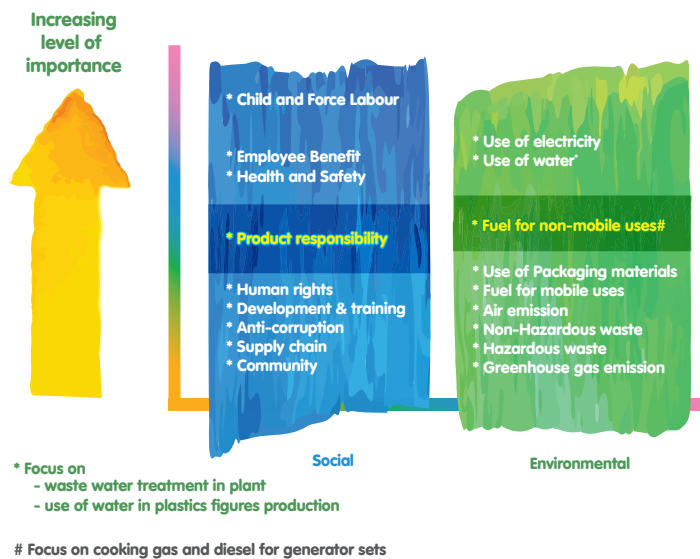 Increasing
level of
importance
* Child and Force Labour
* Employee Benefit
* Health and Safety
* Product responsibility
* Human rights
* Development & training
* Anti-corruption
* Supply chain
* Community
Social
* Use of electricity
* Use of water*
* Fuel for non-mobile uses#
* Use of Packaging materials
* Fuel for mobile uses
* Air emission
* Non-Hazardous waste
* Hazardous waste
* Greenhouse gas emission
Environmental
* Focus on
- waste water treatment in plant
- use of water in plastics figures production
# Focus on cooking gas and diesel for generator sets